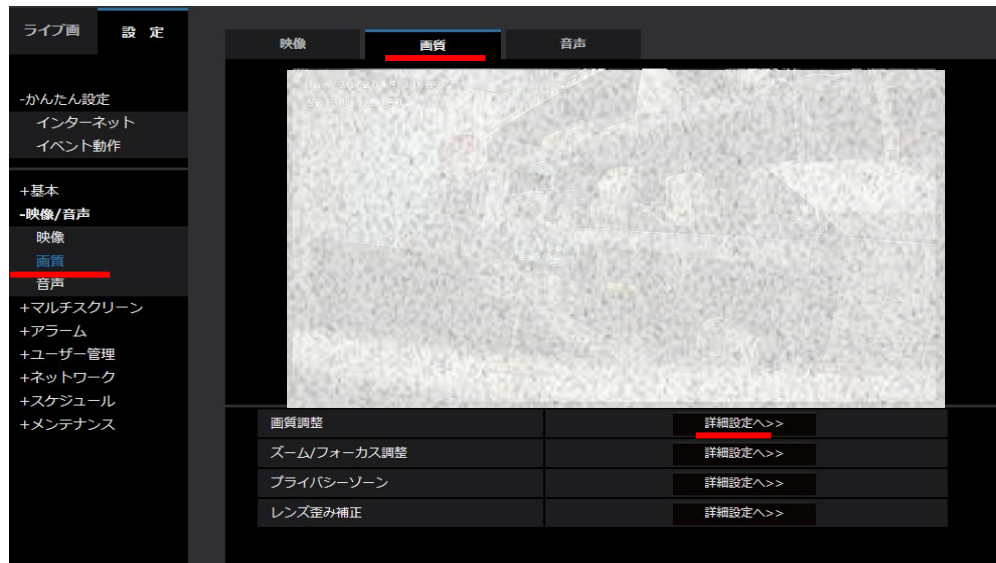 ライブ画
設 定
-かんたん設定
インターネット
イベント動作
+基本
-映像/音声
映像
画質
音声
+マルチスクリーン
+アラーム
+ユーザー管理
+ネットワーク
+スケジュール
+メンテナンス
映像 画質 音声
画質調整 詳細設定へ>>
ズーム/フォーカス調整 詳細設定へ>>
プライバシーゾーン 詳細設定へ>>
レンズ歪み補正 詳細設定へ>>